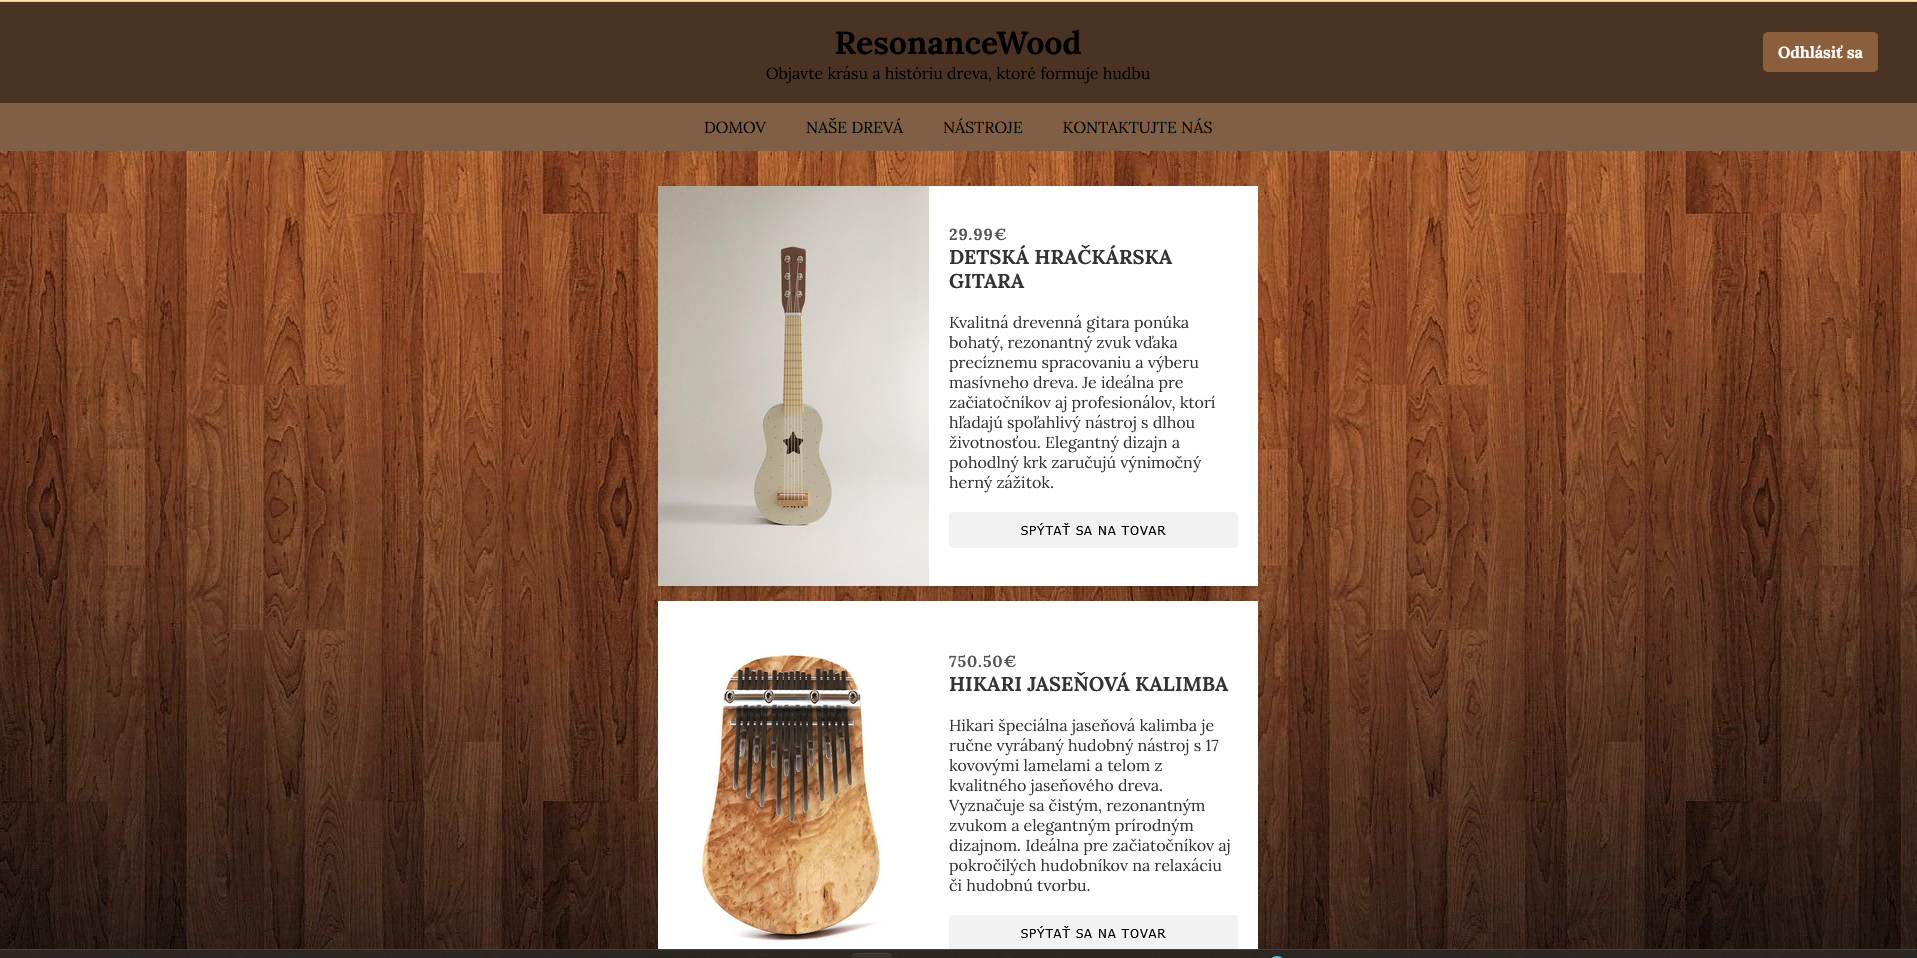 ResonanceWood
Objavte krásu a históriu dreva, ktoré formuje hudbu
Odhlásiť sa
DOMOV NAŠE DREVÁ NÁSTROJE KONTAKTUJTE NÁS
29.99€
DETSKÁ HRAČKÁRSKA
GITARA
Kvalitná drevenná gitara ponúka
bohatý, rezonantný zvuk vďaka
precíznemu spracovaniu a výberu
masívneho dreva. Je ideálna pre
začiatočníkov aj profesionálov, ktorí
hľadajú spoľahlivý nástroj s dlhou
životnosťou. Elegantný dizajn a
pohodlný krk zaručujú výnimočný
herný zážitok.
SPÝTAŤ SA NA TOVAR
750.50€
HIKARI JASEŇOVÁ KALIMBA
Hikari špeciálna jaseňová kalimba je
ručne vyrábaný hudobný nástroj s 17
kovovými lamelami a telom z
kvalitného jaseňového dreva.
Vyznačuje sa čistým, rezonantným
zvukom a elegantným prírodným
dizajnom. Ideálna pre začiatočníkov aj
pokročilých hudobníkov na relaxáciu
či hudobnú tvorbu.
SPÝTAŤ SA NA TOVAR